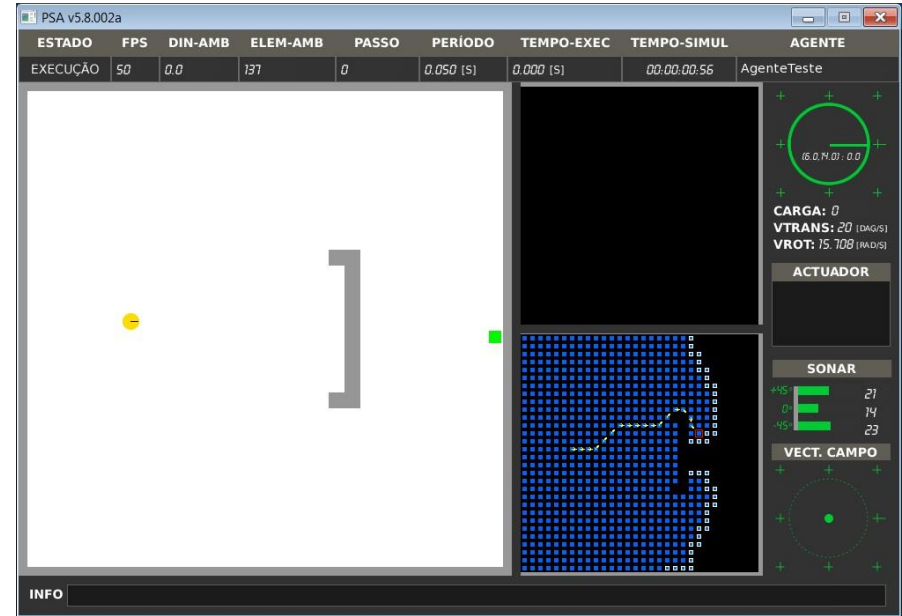 PSA v5.8.002a
ESTADO FPS DIN-AMB ELEM-AMB PASSO PERÍODO TEMPO-EXEC TEMPO-SIMUL AGENTE
EXECUÇÃO 50 0.0 137 0 0.050 [S] 0.000 [S] 00:00:00:56 AgenteTeste
(6.0,14.0) : 0.0
CARGA: 0
VTRANS: 20 [DAG/S]
VROT: 15.708 [RAD/S]
ACTUADOR
SONAR
+45° 21
0° 14
-45° 23
VECT. CAMPO
INFO